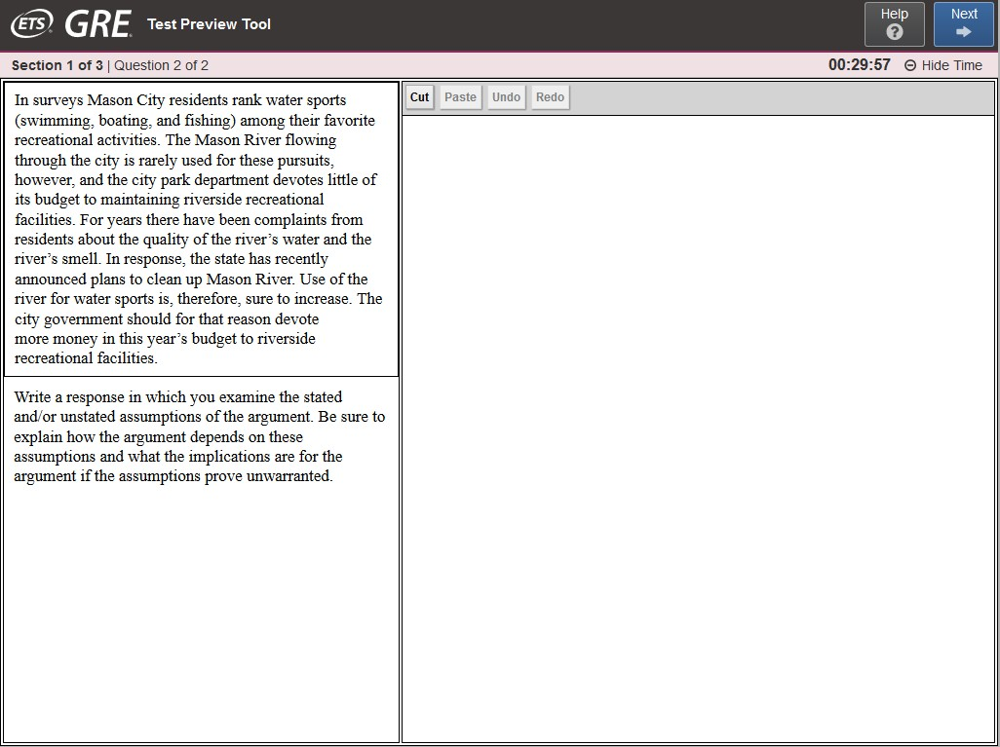 ETS GRE Test Preview Tool
Help
Next
Section 1 of 3 | Question 2 of 2
00:29:57 Hide Time
In surveys Mason City residents rank water sports
(swimming, boating, and fishing) among their favorite
recreational activities. The Mason River flowing
through the city is rarely used for these pursuits,
however, and the city park department devotes little of
its budget to maintaining riverside recreational
facilities. For years there have been complaints from
residents about the quality of the river's water and the
river's smell. In response, the state has recently
announced plans to clean up Mason River. Use of the
river for water sports is, therefore, sure to increase. The
city government should for that reason devote
more money in this year's budget to riverside
recreational facilities.
Write a response in which you examine the stated
and/or unstated assumptions of the argument. Be sure to
explain how the argument depends on these
assumptions and what the implications are for the
argument if the assumptions prove unwarranted.
Cut Paste Undo Redo